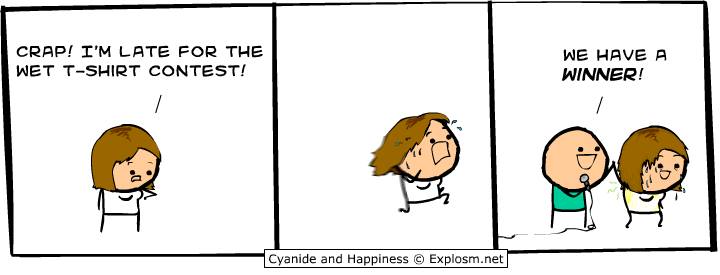 CRAP! I'M LATE FOR THE
WET T-SHIRT CONTEST!
WE HAVE A
WINNER!
Cyanide and Happiness © Explosm.net